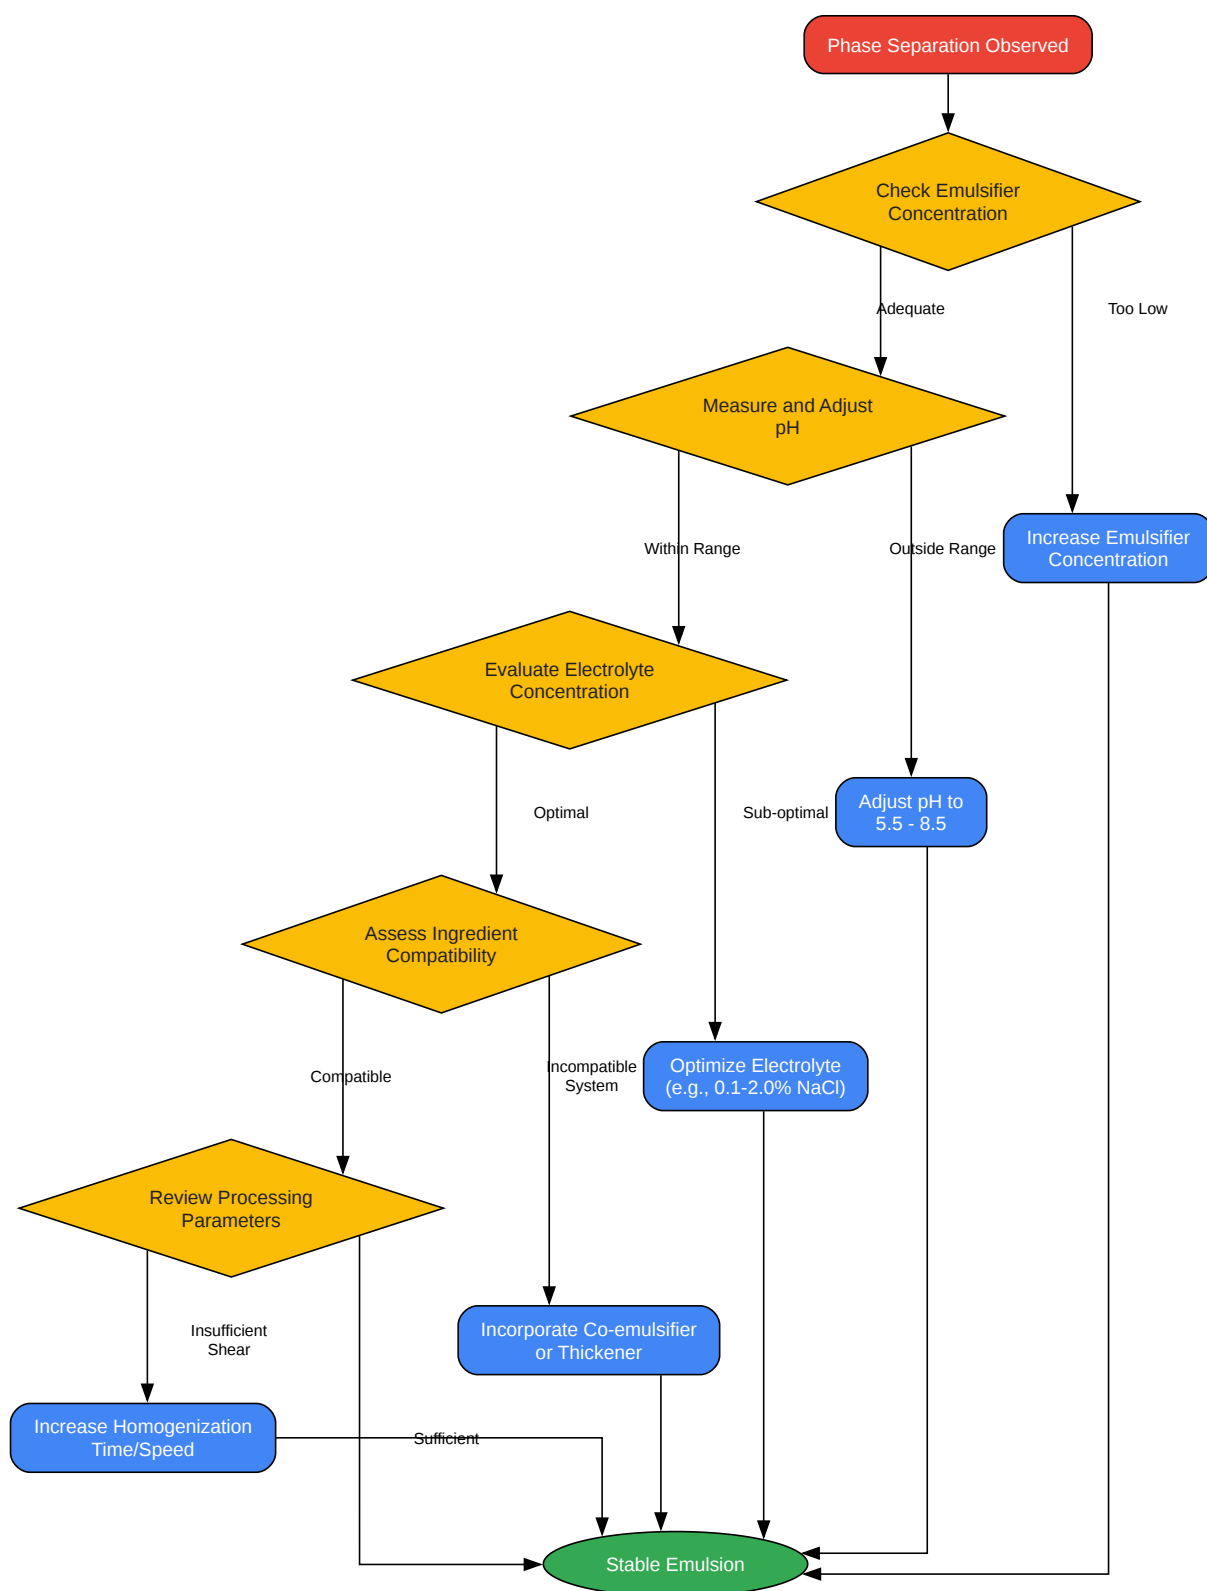 Phase Separation Observed
Check Emulsifier
Concentration
Adequate
Too Low
Measure and Adjust
pH
Within Range
Outside Range
Increase Emulsifier
Concentration
Evaluate Electrolyte
Concentration
Optimal
Sub-optimal
Adjust pH to
5.5 - 8.5
Assess Ingredient
Compatibility
Compatible
Incompatible
System
Optimize Electrolyte
(e.g., 0.1-2.0% NaCl)
Review Processing
Parameters
Insufficient
Shear
Incorporate Co-emulsifier
or Thickener
Increase Homogenization
Time/Speed
Sufficient
Stable Emulsion